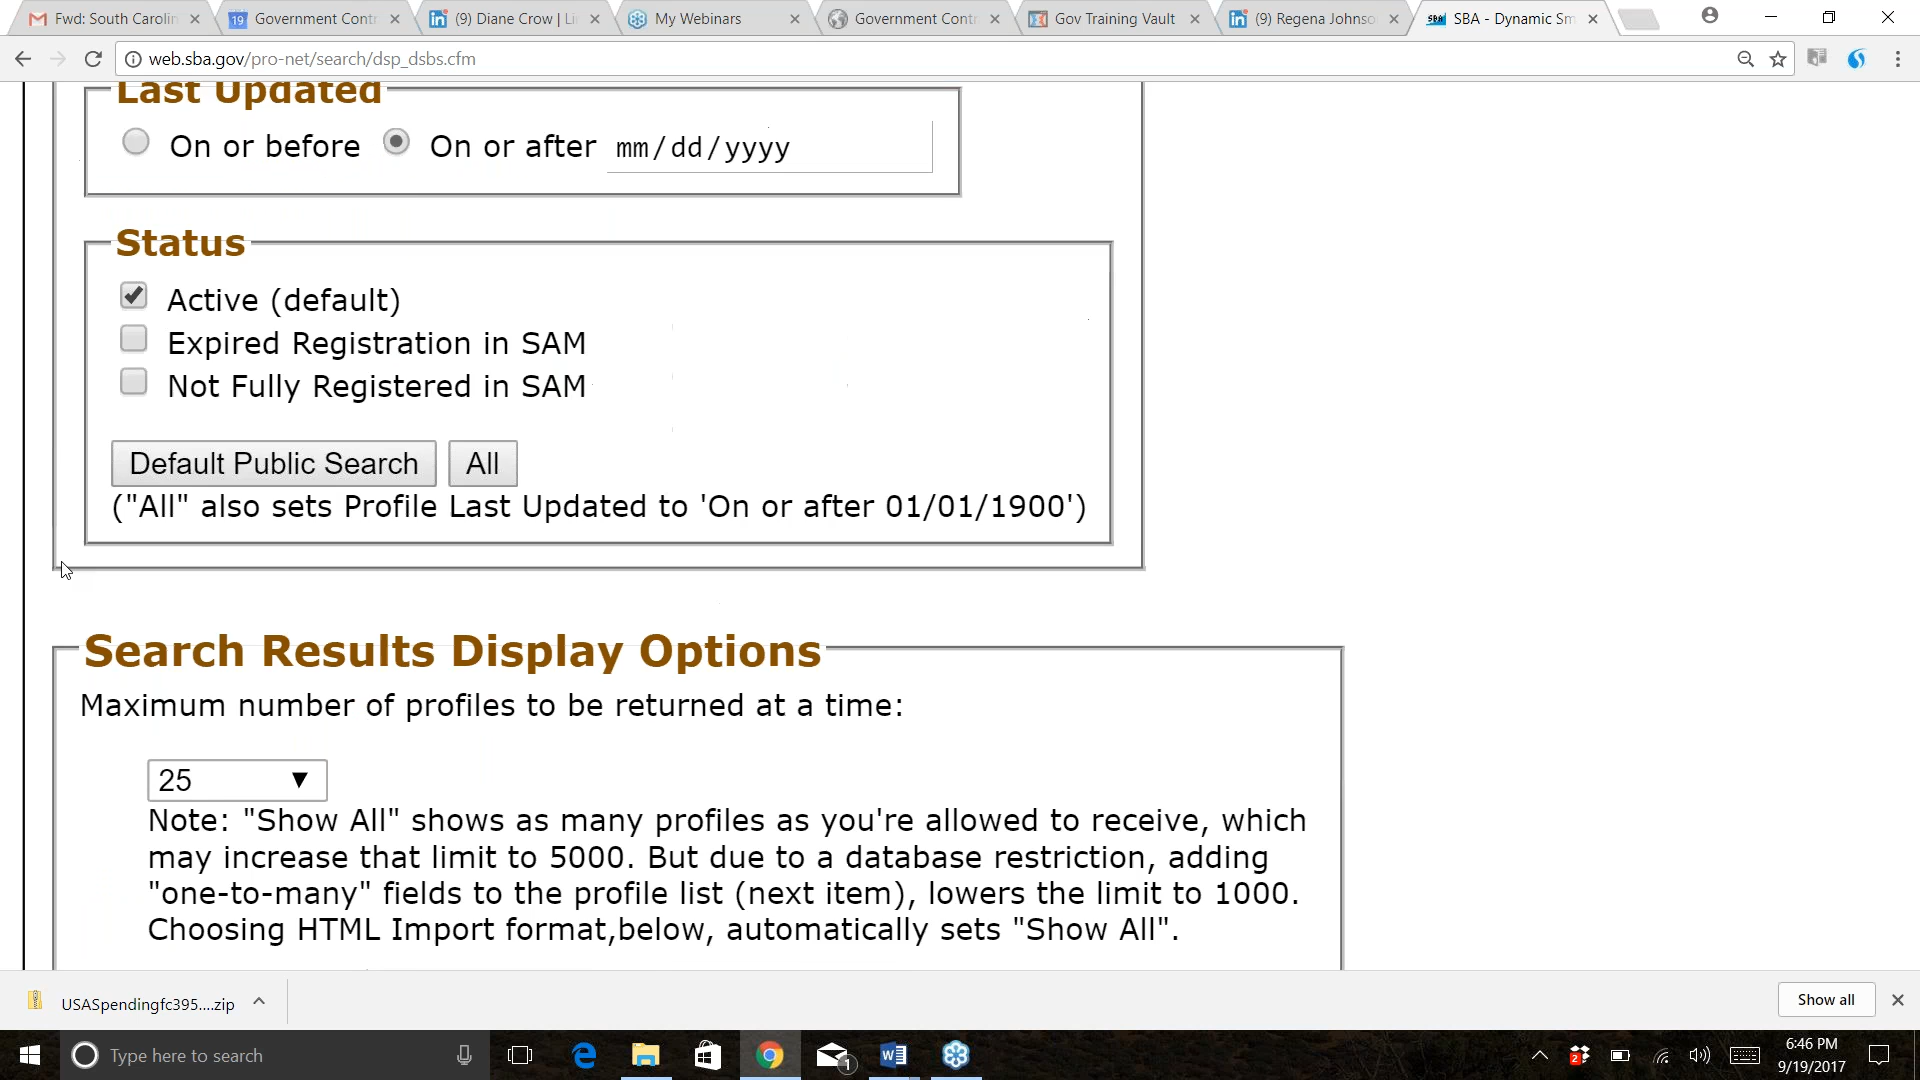 Fwd: South Carolin
19
Government Contr
(9) Diane Crow | Li
My Webinars
Government Contr
Gov Training Vault
(9) Regena Johnso
SBA - Dynamic Sm
web.sba.gov/pro-net/search/dsp_dsbs.cfm
Last Updated
On or before On or after mm/dd/yyyy
Status
Active (default)
Expired Registration in SAM
Not Fully Registered in SAM
Default Public Search All
("All" also sets Profile Last Updated to 'On or after 01/01/1900')
Search Results Display Options
Maximum number of profiles to be returned at a time:
25
Note: "Show All" shows as many profiles as you're allowed to receive, which
may increase that limit to 5000. But due to a database restriction, adding
"one-to-many" fields to the profile list (next item), lowers the limit to 1000.
Choosing HTML Import format,below, automatically sets "Show All".
USASpendingfc395....zip
Show all
Type here to search
1
2
6:46 PM
9/19/2017